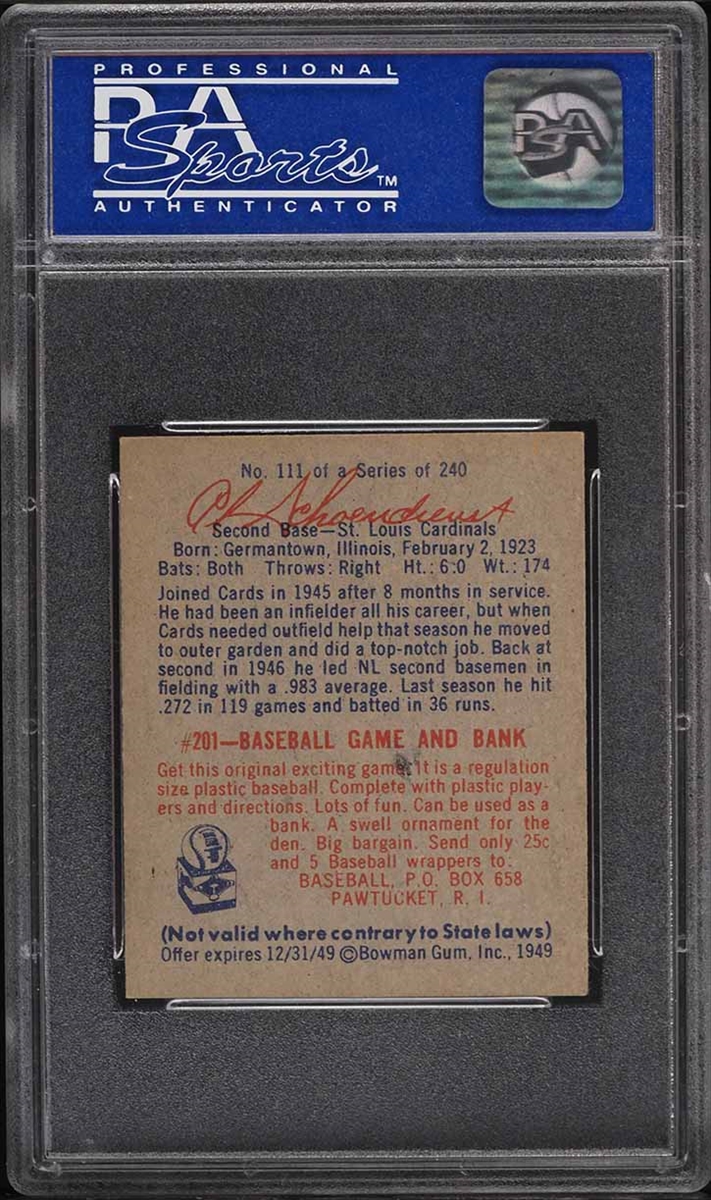 PROFESSIONAL
PSA
Sports TM
AUTHENTICATOR
PSA
No. 111 of a Series of 240
Al Schoendienst
Second Base—St. Louis Cardinals
Born: Germantown, Illinois, February 2, 1923
Bats: Both Throws: Right Ht.: 6:0 Wt.: 174
Joined Cards in 1945 after 8 months in service.
He had been an infielder all his career, but when
Cards needed outfield help that season he moved
to outer garden and did a top-notch job. Back at
second in 1946 he led NL second basemen in
fielding with a .983 average. Last season he hit
.272 in 119 games and batted in 36 runs.
#201—BASEBALL GAME AND BANK
Get this original exciting game. It is a regulation
size plastic baseball. Complete with plastic play-
ers and directions. Lots of fun. Can be used as a
bank. A swell ornament for the
den. Big bargain. Send only 25c
and 5 Baseball wrappers to:
BASEBALL, P.O. BOX 658
PAWTUCKET, R. I.
(Not valid where contrary to State laws)
Offer expires 12/31/49 ©Bowman Gum, Inc., 1949